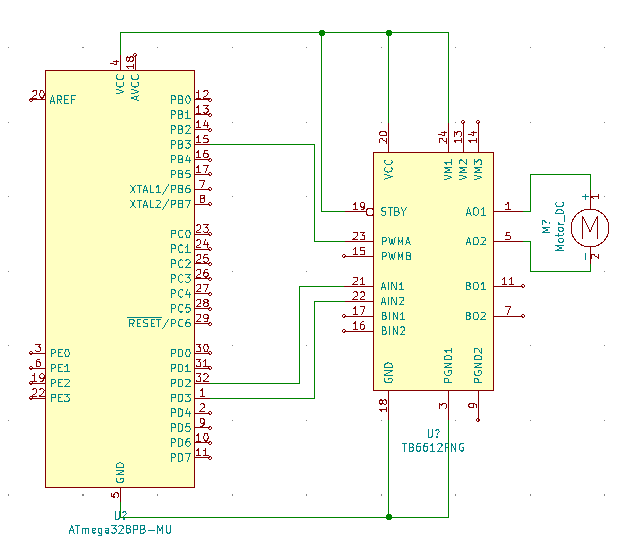 4
VCC
18
AVCC
20
AREF
PB0
12
PB1
13
PB2
14
PB3
15
PB4
16
PB5
17
XTAL1/PB6
7
XTAL2/PB7
8
PC0
23
PC1
24
PC2
25
PC3
26
PC4
27
PC5
28
RESET/PC6
29
3
PE0
6
PE1
19
PE2
22
PE3
PD0
30
PD1
31
PD2
32
PD3
1
PD4
2
PD5
9
PD6
10
PD7
11
GND
5
U?
ATmega328PB-MU
20
VCC
24
VM1
13
VM2
14
VM3
19
STBY
23
PWMA
15
PWMB
21
AIN1
22
AIN2
17
BIN1
16
BIN2
AO1
1
AO2
5
BO1
11
BO2
7
GND
18
PGND1
3
PGND2
9
U?
TB6612FNG
M?
Motor_DC
+
1
M
-
2